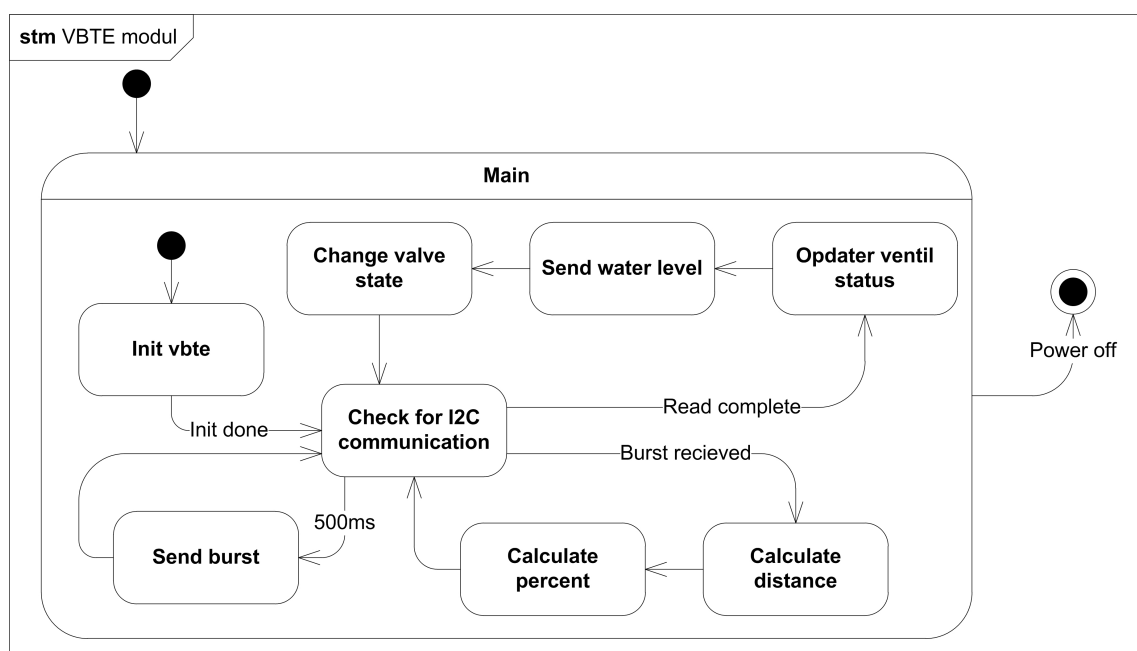 stm VBTE modul
Main
Change valve
state
Send water level
Opdater ventil
status
Init vbte
Power off
Init done
Check for I2C
communication
Read complete
Burst recieved
500ms
Send burst
Calculate
percent
Calculate
distance